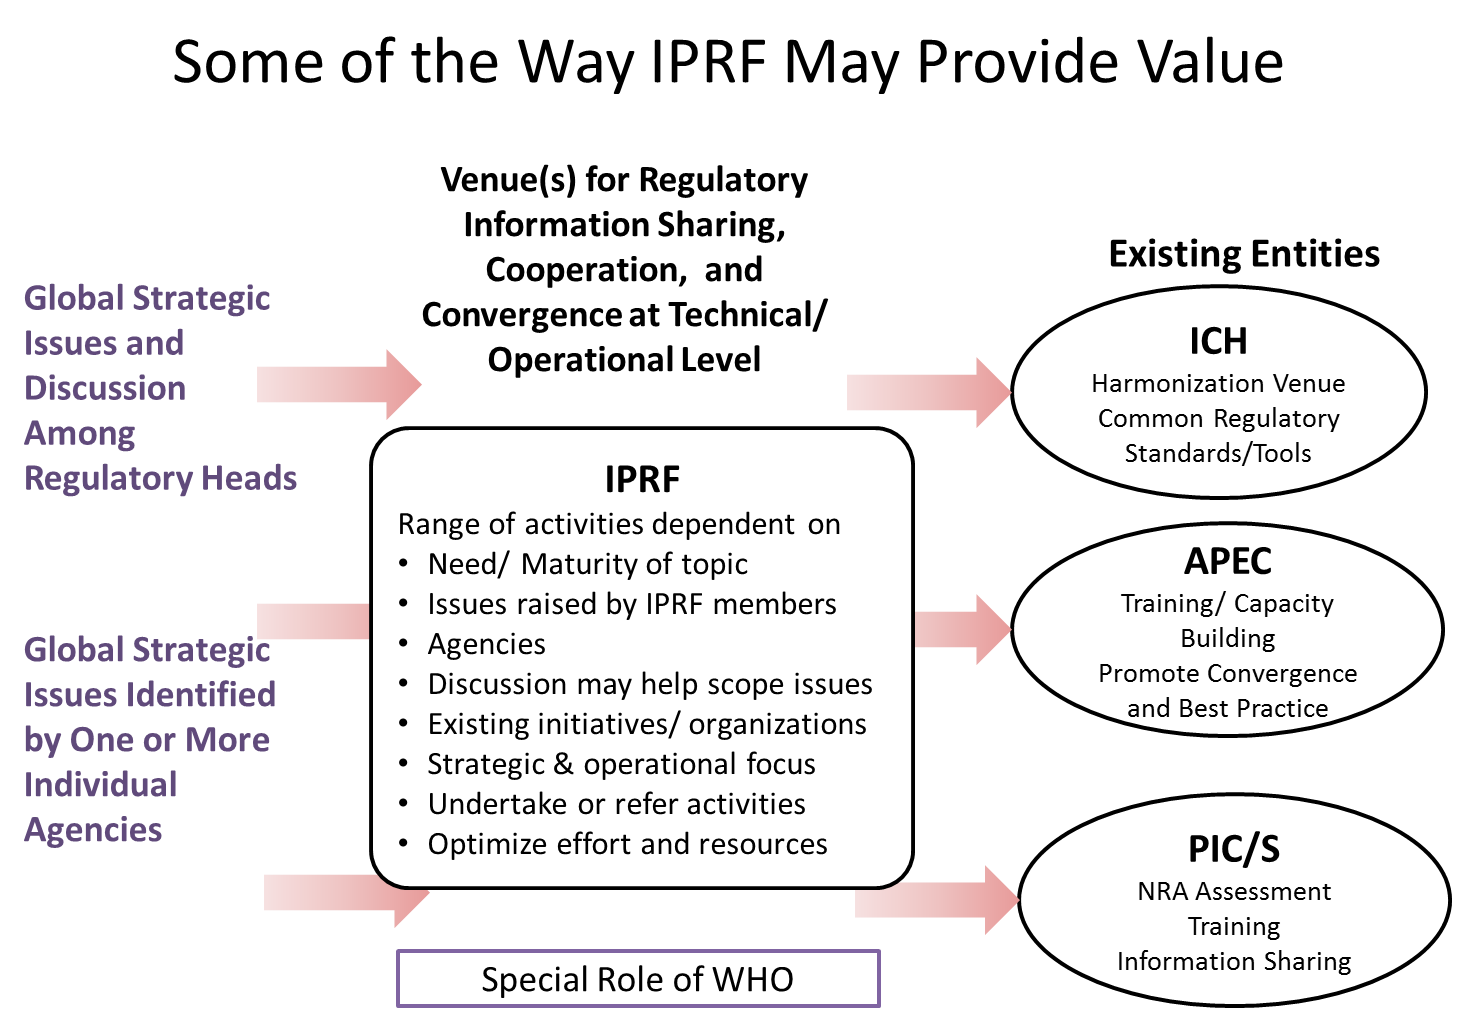 Some of the Way IPRF May Provide Value
Global Strategic
Issues and
Discussion
Among
Regulatory Heads
Global Strategic
Issues Identified
by One or More
Individual
Agencies
Venue(s) for Regulatory
Information Sharing,
Cooperation, and
Convergence at Technical/
Operational Level
IPRF
Range of activities dependent on
• Need/ Maturity of topic
• Issues raised by IPRF members
• Agencies
• Discussion may help scope issues
• Existing initiatives/ organizations
• Strategic & operational focus
• Undertake or refer activities
• Optimize effort and resources
Special Role of WHO
Existing Entities
ICH
Harmonization Venue
Common Regulatory
Standards/Tools
APEC
Training/ Capacity
Building
Promote Convergence
and Best Practice
PIC/S
NRA Assessment
Training
Information Sharing